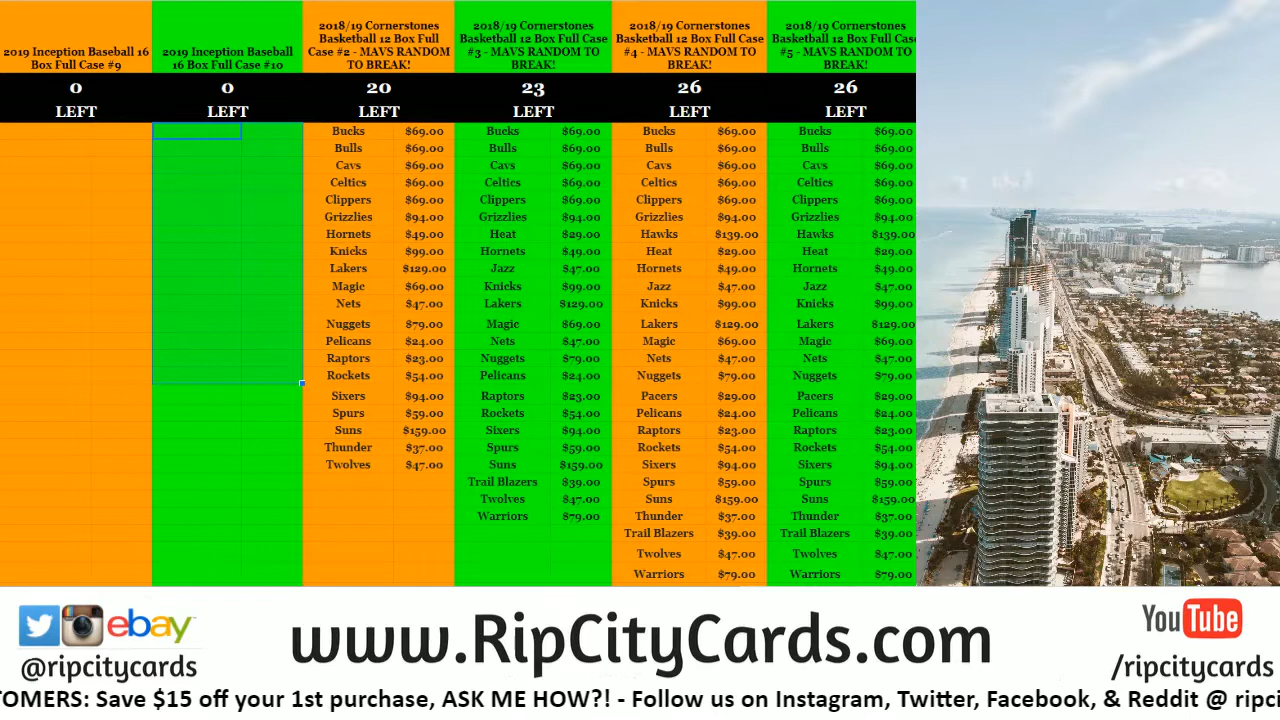 2019 Inception Baseball 16
Box Full Case #9
0
LEFT
2019 Inception Baseball
16 Box Full Case #10
0
LEFT
2018/19 Cornerstones
Basketball 12 Box Full
Case #2 - MAVS RANDOM
TO BREAK!
20
LEFT
Bucks $69.00
Bulls $69.00
Cavs $69.00
Celtics $69.00
Clippers $69.00
Grizzlies $94.00
Hornets $49.00
Knicks $99.00
Lakers $129.00
Magic $69.00
Nets $47.00
Nuggets $79.00
Pelicans $24.00
Raptors $23.00
Rockets $54.00
Sixers $94.00
Spurs $59.00
Suns $159.00
Thunder $37.00
Twolves $47.00
2018/19 Cornerstones
Basketball 12 Box Full Case
#3 - MAVS RANDOM TO
BREAK!
23
LEFT
Bucks $69.00
Bulls $69.00
Cavs $69.00
Celtics $69.00
Clippers $69.00
Grizzlies $94.00
Heat $29.00
Hornets $49.00
Jazz $47.00
Knicks $99.00
Lakers $129.00
Magic $69.00
Nets $47.00
Nuggets $79.00
Pelicans $24.00
Raptors $23.00
Rockets $54.00
Sixers $94.00
Spurs $59.00
Suns $159.00
Trail Blazers $39.00
Twolves $47.00
Warriors $79.00
2018/19 Cornerstones
Basketball 12 Box Full Case
#4 - MAVS RANDOM TO
BREAK!
26
LEFT
Bucks $69.00
Bulls $69.00
Cavs $69.00
Celtics $69.00
Clippers $69.00
Grizzlies $94.00
Hawks $139.00
Heat $29.00
Hornets $49.00
Jazz $47.00
Knicks $99.00
Lakers $129.00
Magic $69.00
Nets $47.00
Nuggets $79.00
Pacers $29.00
Pelicans $24.00
Raptors $23.00
Rockets $54.00
Sixers $94.00
Spurs $59.00
Suns $159.00
Thunder $37.00
Trail Blazers $39.00
Twolves $47.00
Warriors $79.00
2018/19 Cornerstones
Basketball 12 Box Full Cas
#5 - MAVS RANDOM TO
BREAK!
26
LEFT
Bucks $69.00
Bulls $69.00
Cavs $69.00
Celtics $69.00
Clippers $69.00
Grizzlies $94.00
Hawks $139.00
Heat $29.00
Hornets $49.00
Jazz $47.00
Knicks $99.00
Lakers $129.00
Magic $69.00
Nets $47.00
Nuggets $79.00
Pacers $29.00
Pelicans $24.00
Raptors $23.00
Rockets $54.00
Sixers $94.00
Spurs $59.00
Suns $159.00
Thunder $37.00
Trail Blazers $39.00
Twolves $47.00
Warriors $79.00
ebay
@ripcitycards
www.RipCityCards.com
YouTube
/ripcitycards
TOMERS: Save $15 off your 1st purchase, ASK ME HOW?! - Follow us on Instagram, Twitter, Facebook, & Reddit @ ripci